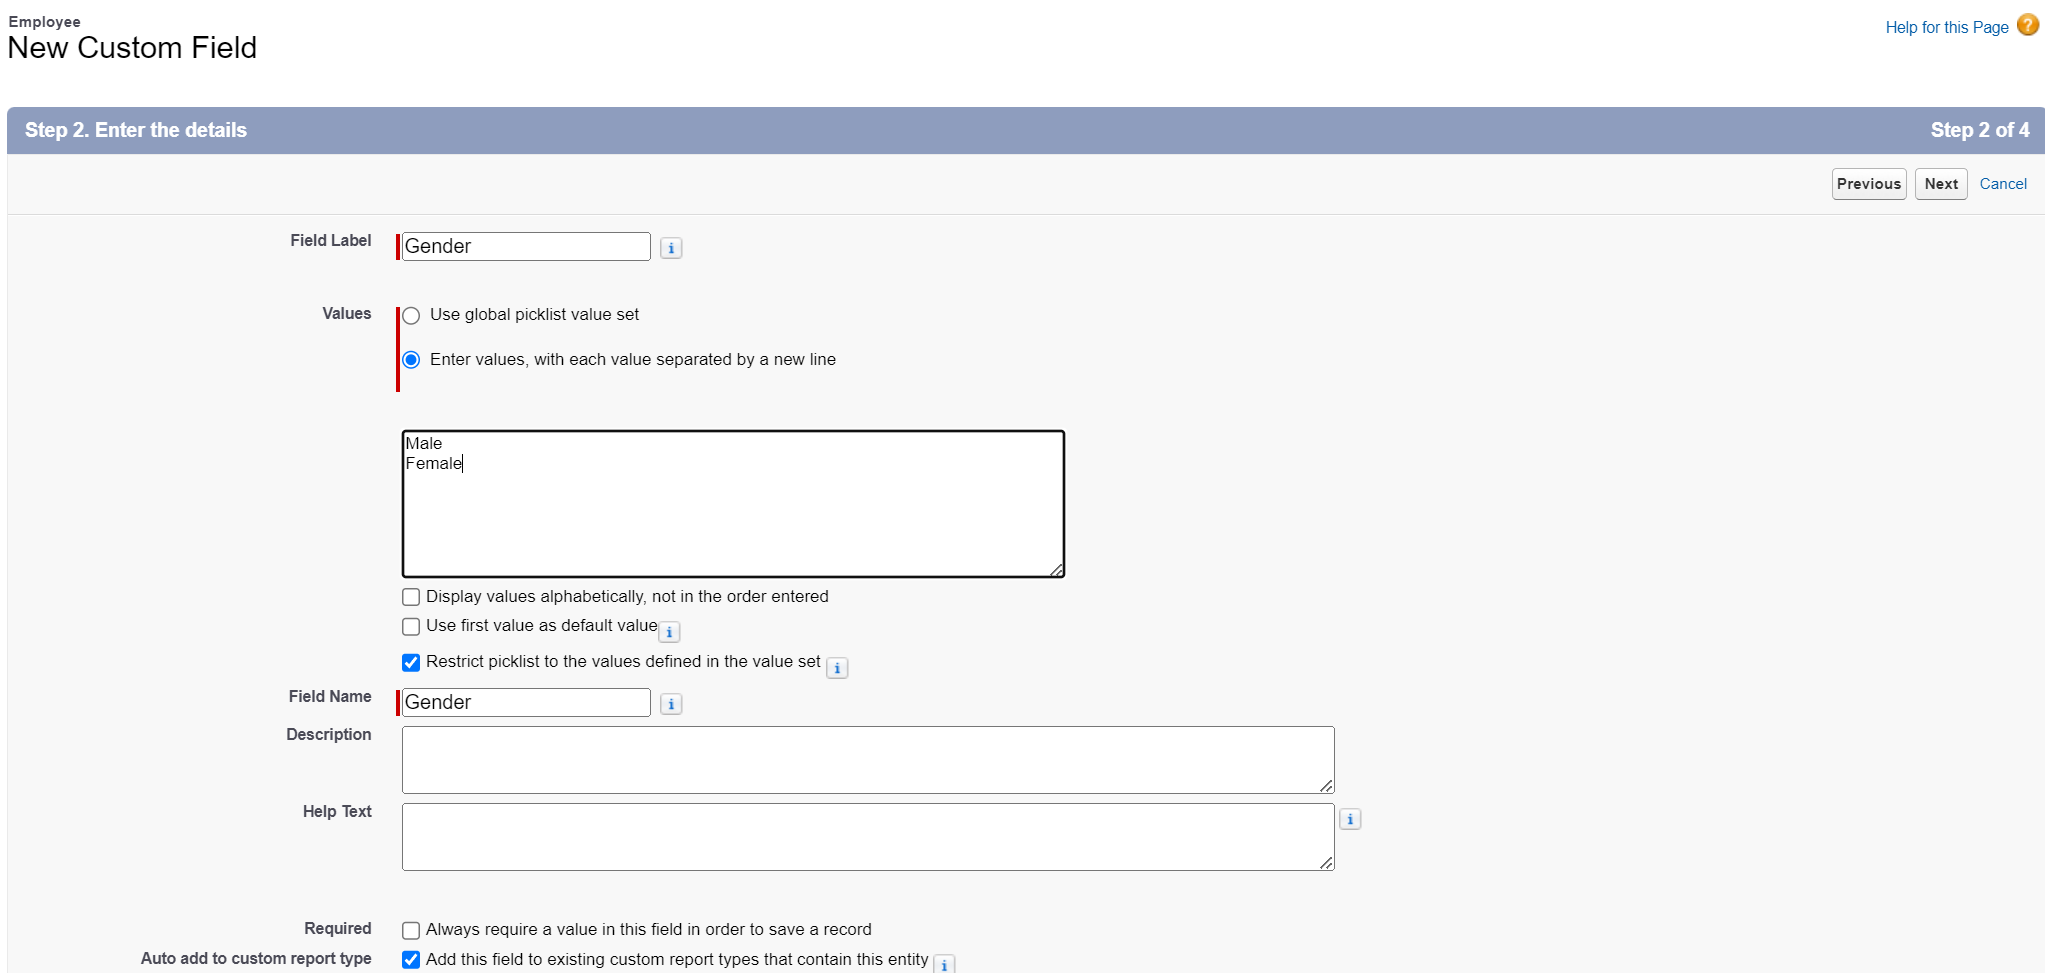 Employee
New Custom Field
Help for this Page ?
Step 2. Enter the details
Step 2 of 4
Previous Next Cancel
Field Label Gender i
Values Use global picklist value set
Enter values, with each value separated by a new line
Male
Female
Display values alphabetically, not in the order entered
Use first value as default value i
Restrict picklist to the values defined in the value set i
Field Name Gender i
Description
Help Text i
Required Always require a value in this field in order to save a record
Auto add to custom report type Add this field to existing custom report types that contain this entity i